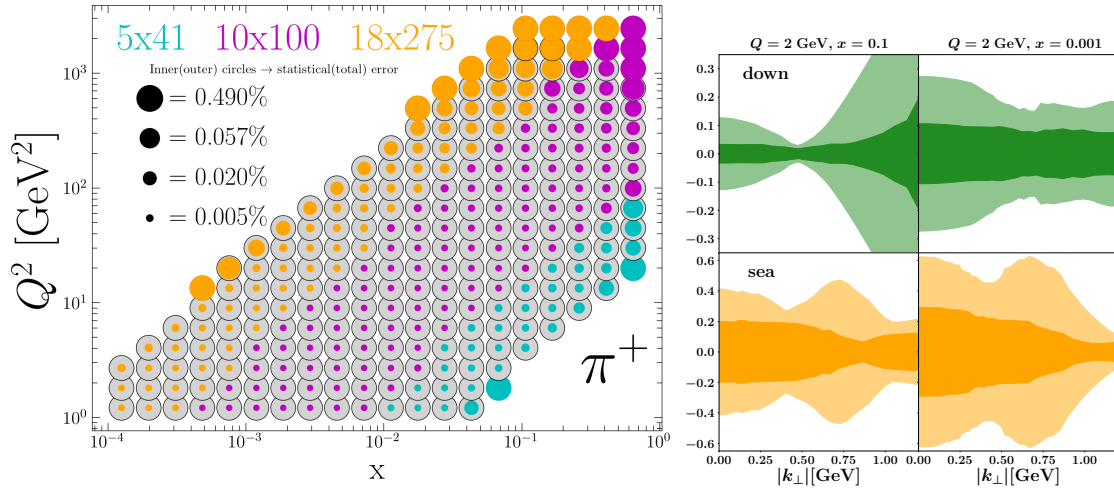 5x41 10x100 18x275
Inner(outer) circles → statistical(total) error
= 0.490%
= 0.057%
= 0.020%
= 0.005%
π⁺
Q² [GeV²]
10³
10²
10¹
10⁰
10⁻⁴ 10⁻³ 10⁻² 10⁻¹ 10⁰
x
Q = 2 GeV, x = 0.1
Q = 2 GeV, x = 0.001
down
0.3
0.2
0.1
0.0
−0.1
−0.2
−0.3
sea
0.6
0.4
0.2
0.0
−0.2
−0.4
−0.6
0.00 0.25 0.50 0.75 1.00
0.00 0.25 0.50 0.75 1.00
|k⊥|[GeV]
|k⊥|[GeV]